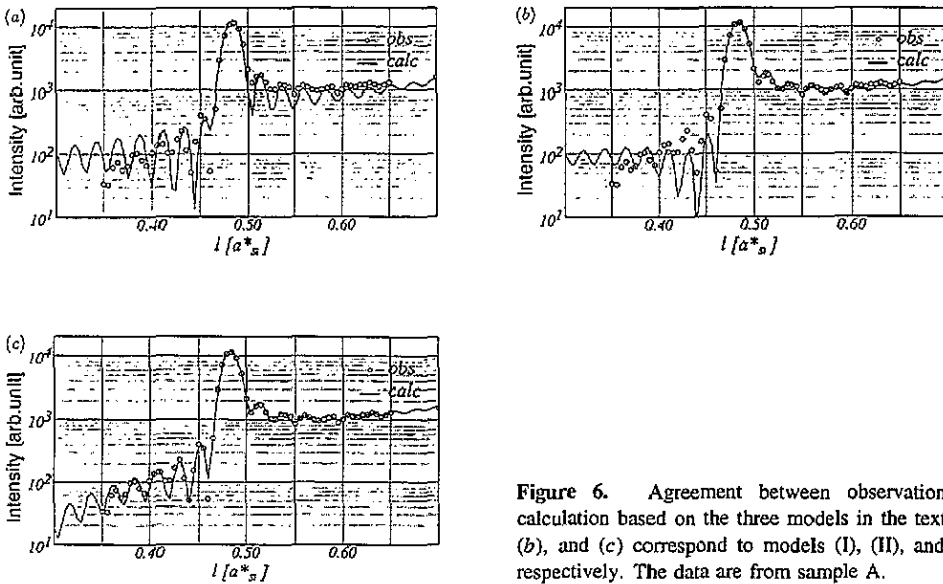 (a)
10⁴
10³
10²
10¹
Intensity [arb.unit]
obs
calc
0.40
0.50
0.60
l [a*si]
(b)
10⁴
10³
10²
10¹
Intensity [arb.unit]
obs
calc
0.40
0.50
0.60
l [a*si]
(c)
10⁴
10³
10²
10¹
Intensity [arb.unit]
obs
calc
0.40
0.50
0.60
l [a*si]
Figure 6. Agreement between observation
calculation based on the three models in the text
(b), and (c) correspond to models (I), (II), and
respectively. The data are from sample A.